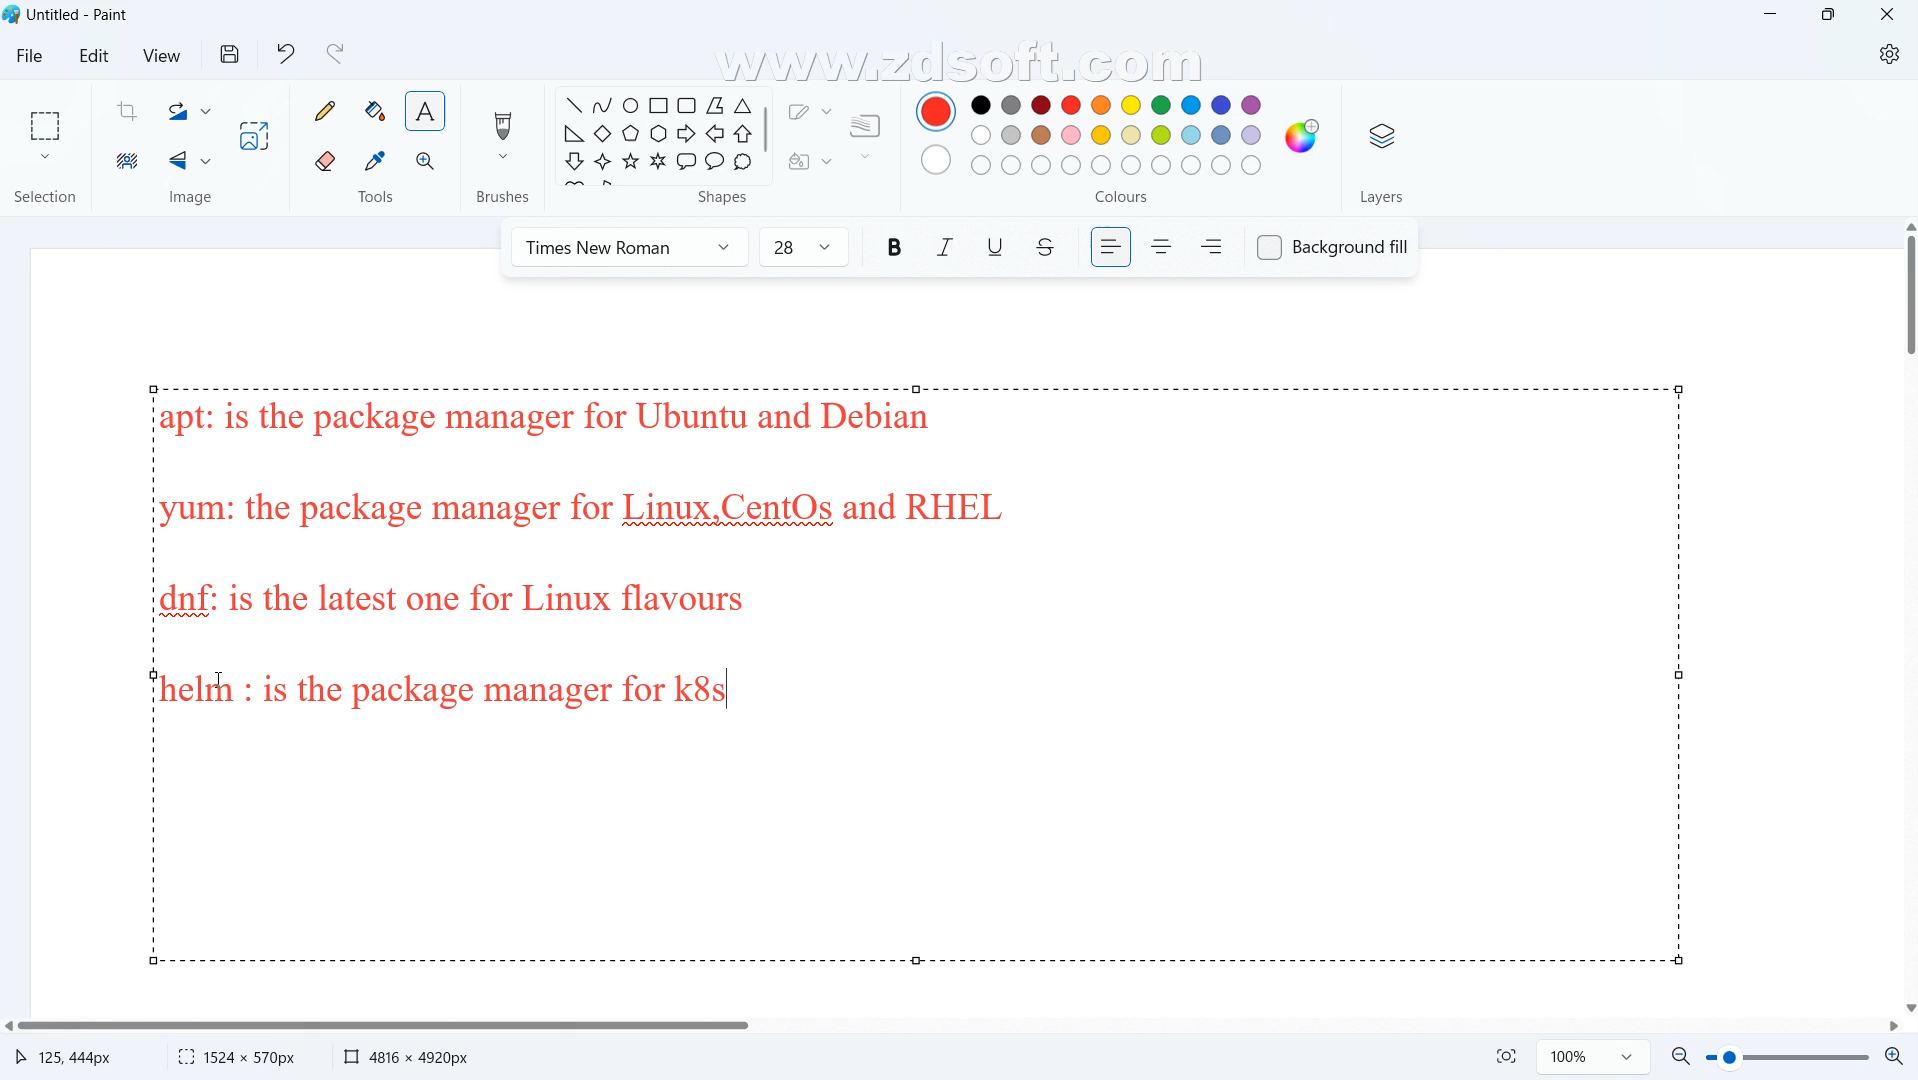 Untitled - Paint
File Edit View
www.zdsoft.com
Selection Image Tools Brushes Shapes Colours Layers
Times New Roman 28 B I U S Background fill
apt: is the package manager for Ubuntu and Debian
yum: the package manager for Linux,CentOs and RHEL
dnf: is the latest one for Linux flavours
helm : is the package manager for k8s
125, 444px 1524 × 570px 4816 × 4920px 100%